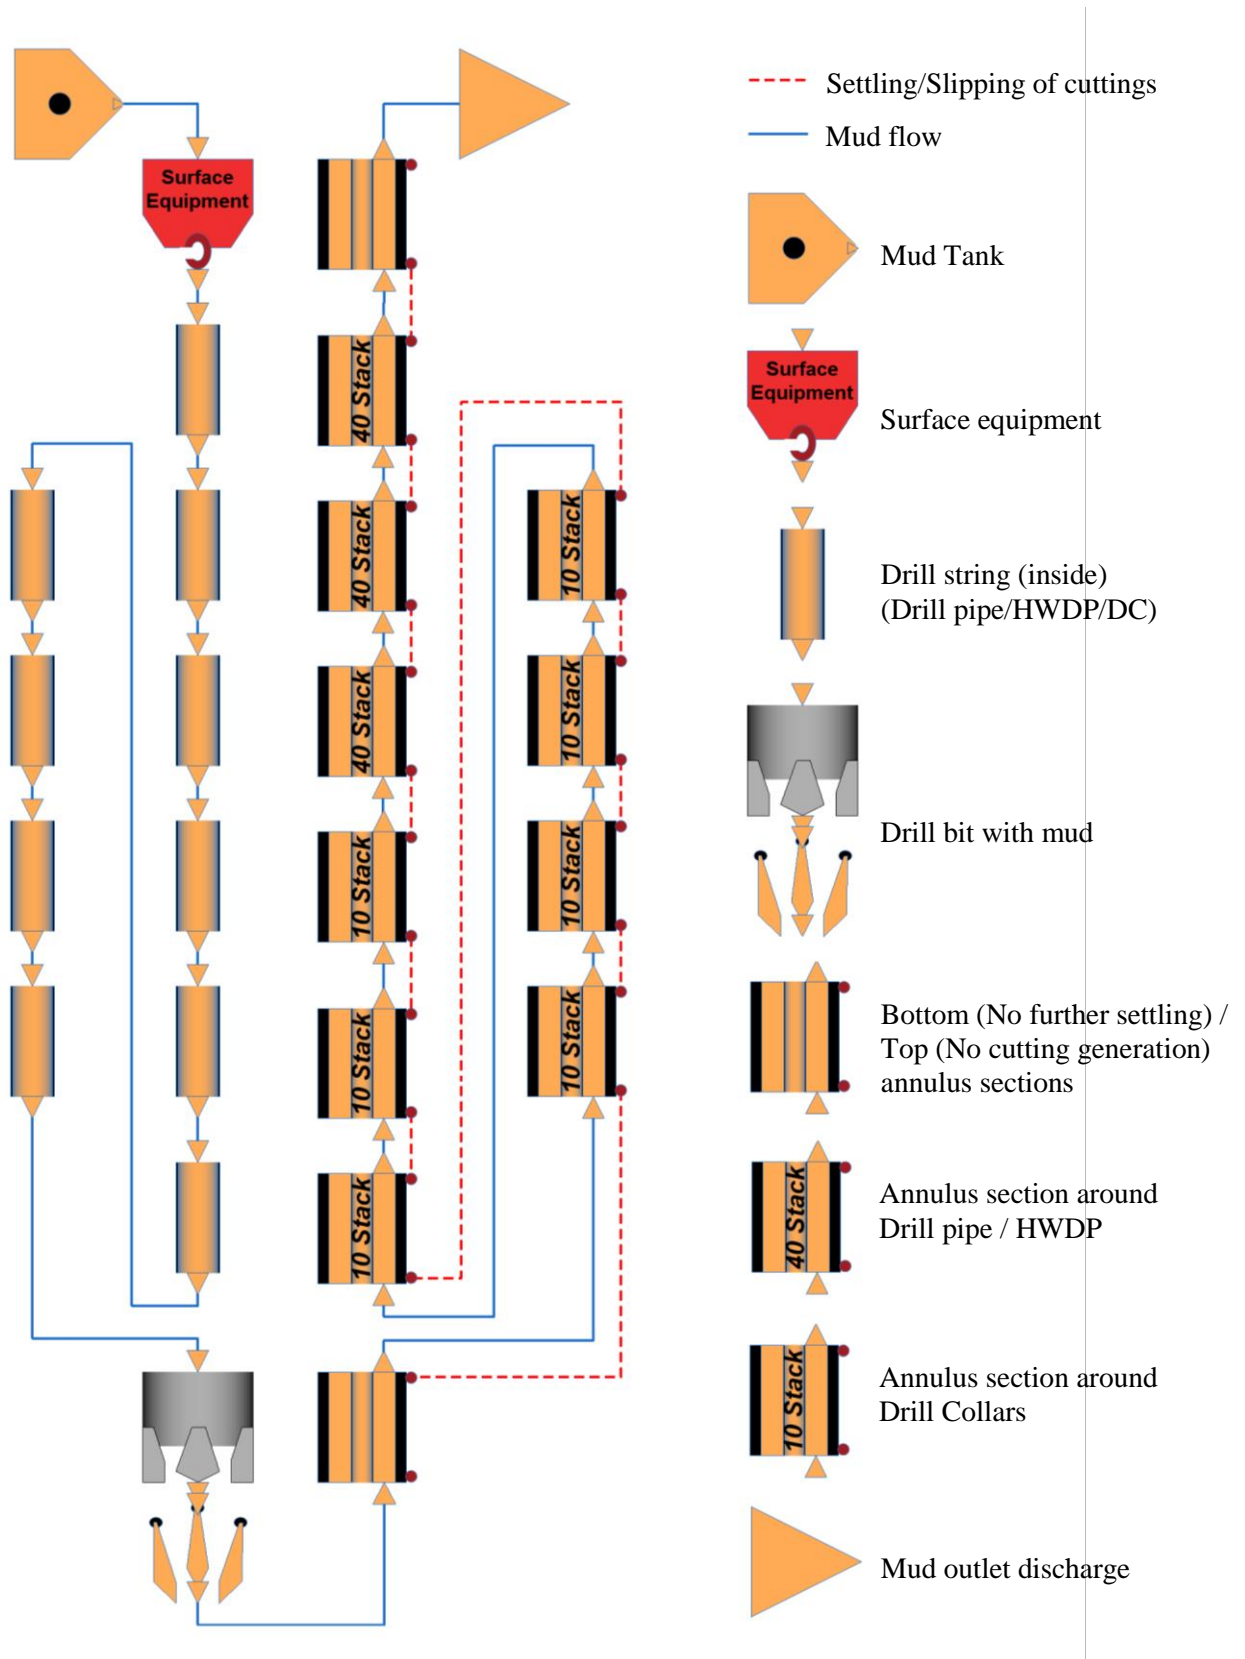 Surface
Equipment
40 Stack
40 Stack
40 Stack
10 Stack
10 Stack
10 Stack
10 Stack
10 Stack
10 Stack
10 Stack
Settling/Slipping of cuttings
Mud flow
Mud Tank
Surface
Equipment
Surface equipment
Drill string (inside)
(Drill pipe/HWDP/DC)
Drill bit with mud
Bottom (No further settling) /
Top (No cutting generation)
annulus sections
40 Stack
Annulus section around
Drill pipe / HWDP
10 Stack
Annulus section around
Drill Collars
Mud outlet discharge